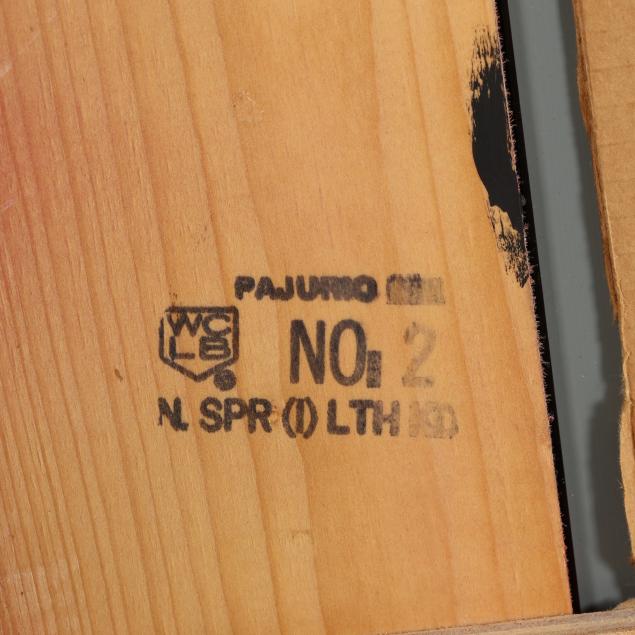 PAJURIO
WC
LB
NO. 2
N. SPR (I) LTH KD